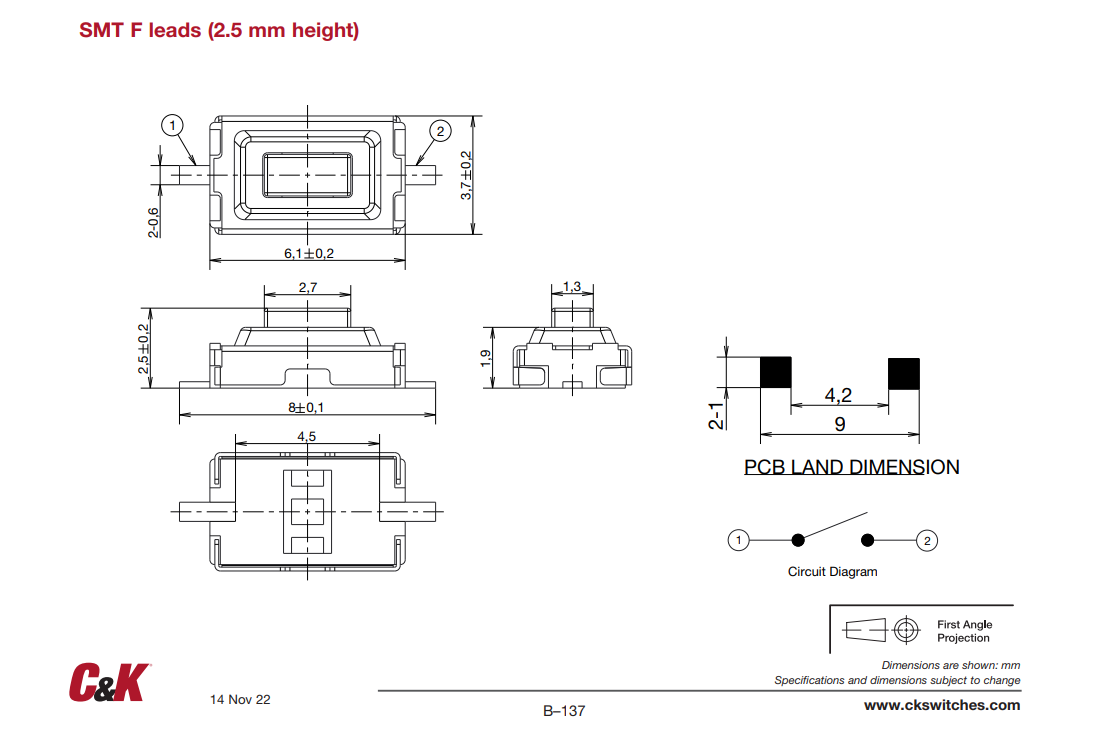 SMT F leads (2.5 mm height)
1
2
2-0,6
3,7±0,2
6,1±0,2
2,7
1,3
2,5±0,2
1,9
8±0,1
4,5
2-1
4,2
9
PCB LAND DIMENSION
1
2
Circuit Diagram
First Angle
Projection
Dimensions are shown: mm
Specifications and dimensions subject to change
C&K
14 Nov 22
B–137
www.ckswitches.com